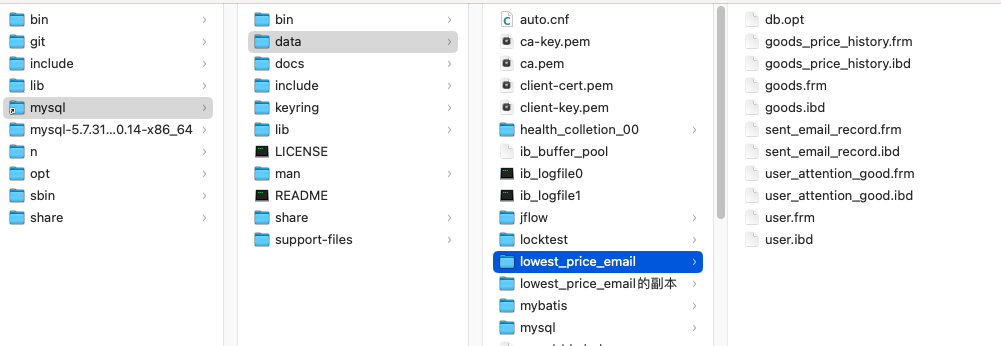 bin
git
include
lib
mysql
mysql-5.7.31...0.14-x86_64
n
opt
sbin
share
bin
data
docs
include
keyring
lib
LICENSE
man
README
share
support-files
auto.cnf
ca-key.pem
ca.pem
client-cert.pem
client-key.pem
health_colletion_00
ib_buffer_pool
ib_logfile0
ib_logfile1
jflow
locktest
lowest_price_email
lowest_price_email的副本
mybatis
mysql
db.opt
goods_price_history.frm
goods_price_history.ibd
goods.frm
goods.ibd
sent_email_record.frm
sent_email_record.ibd
user_attention_good.frm
user_attention_good.ibd
user.frm
user.ibd